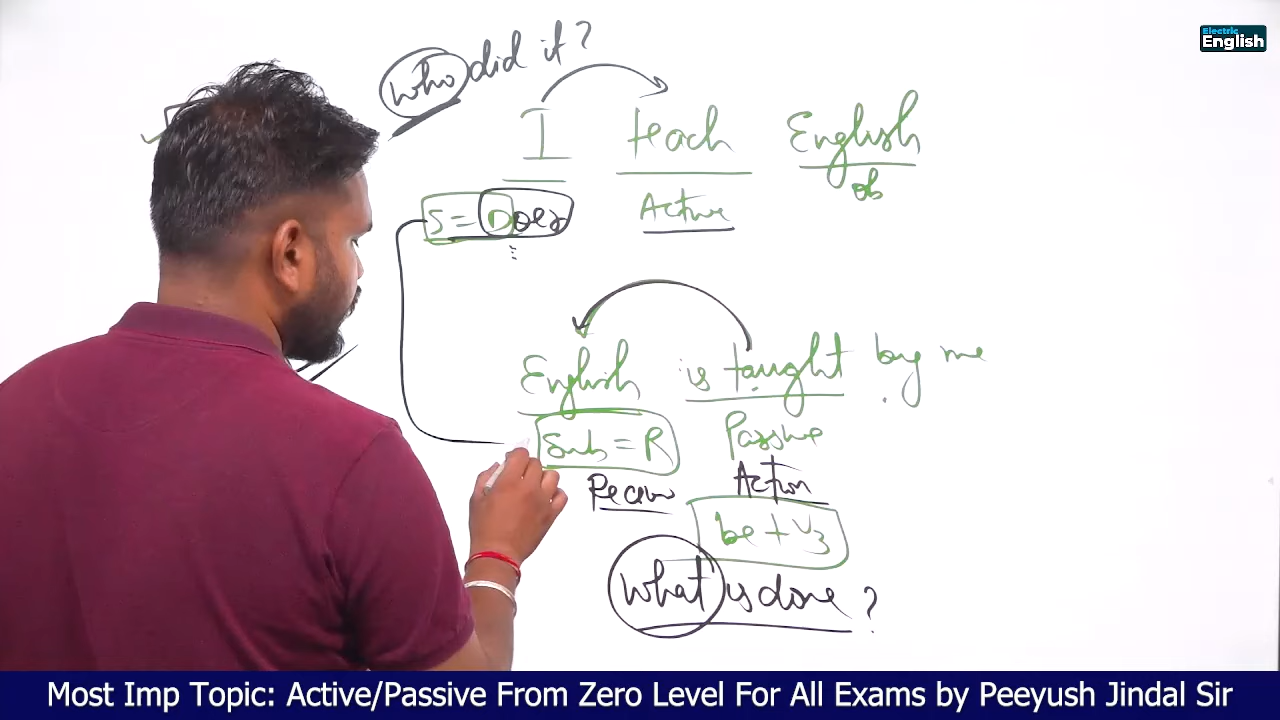 Electric
English
who did it?
I teach English
ob
S = Doer
Active
English is taught by me
Sub = R
Passive
Action
be + V3
What is done?
Most Imp Topic: Active/Passive From Zero Level For All Exams by Peeyush Jindal Sir